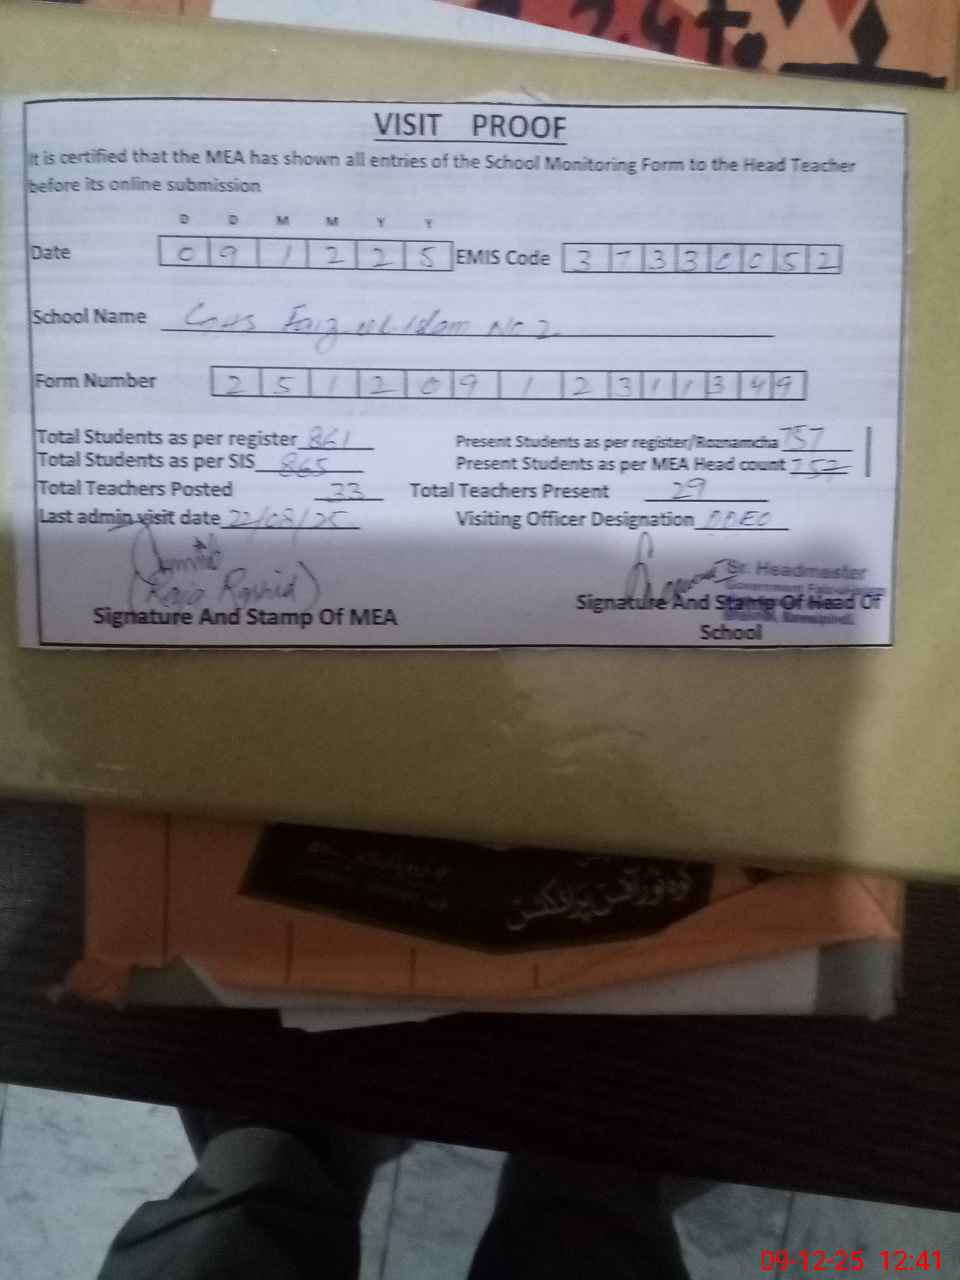 VISIT PROOF
It is certified that the MEA has shown all entries of the School Monitoring Form to the Head Teacher
before its online submission
D D M M Y Y
Date 0 9 1 2 2 5 EMIS Code 3 7 3 3 0 0 5 2
School Name Faiz ul Islam No 2
Form Number 2 5 1 2 0 9 1 2 3 1 1 3 4 9
Total Students as per register 861 Present Students as per register/Roznamcha 757
Total Students as per SIS 865 Present Students as per MEA Head count 757
Total Teachers Posted 33 Total Teachers Present 29
Last admin visit date 22/08/25 Visiting Officer Designation DDEO
(Raja Rashid)
Sr. Headmaster
Government
Signature And Stamp Of MEA Signature And Stamp Of Head Of
School
09-12-25 12:41